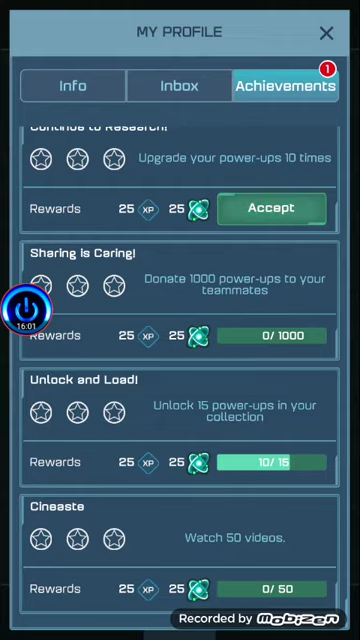 MY PROFILE
Info
Inbox
Achievements
1
Continue to Research!
Upgrade your power-ups 10 times
Rewards 25 XP 25 Accept
Sharing is Caring!
Donate 1000 power-ups to your
teammates
16:01
Rewards 25 XP 25 0/ 1000
Unlock and Load!
Unlock 15 power-ups in your
collection
Rewards 25 XP 25 10/ 15
Cineaste
Watch 50 videos.
Rewards 25 XP 25 0/ 50
Recorded by Mobizen